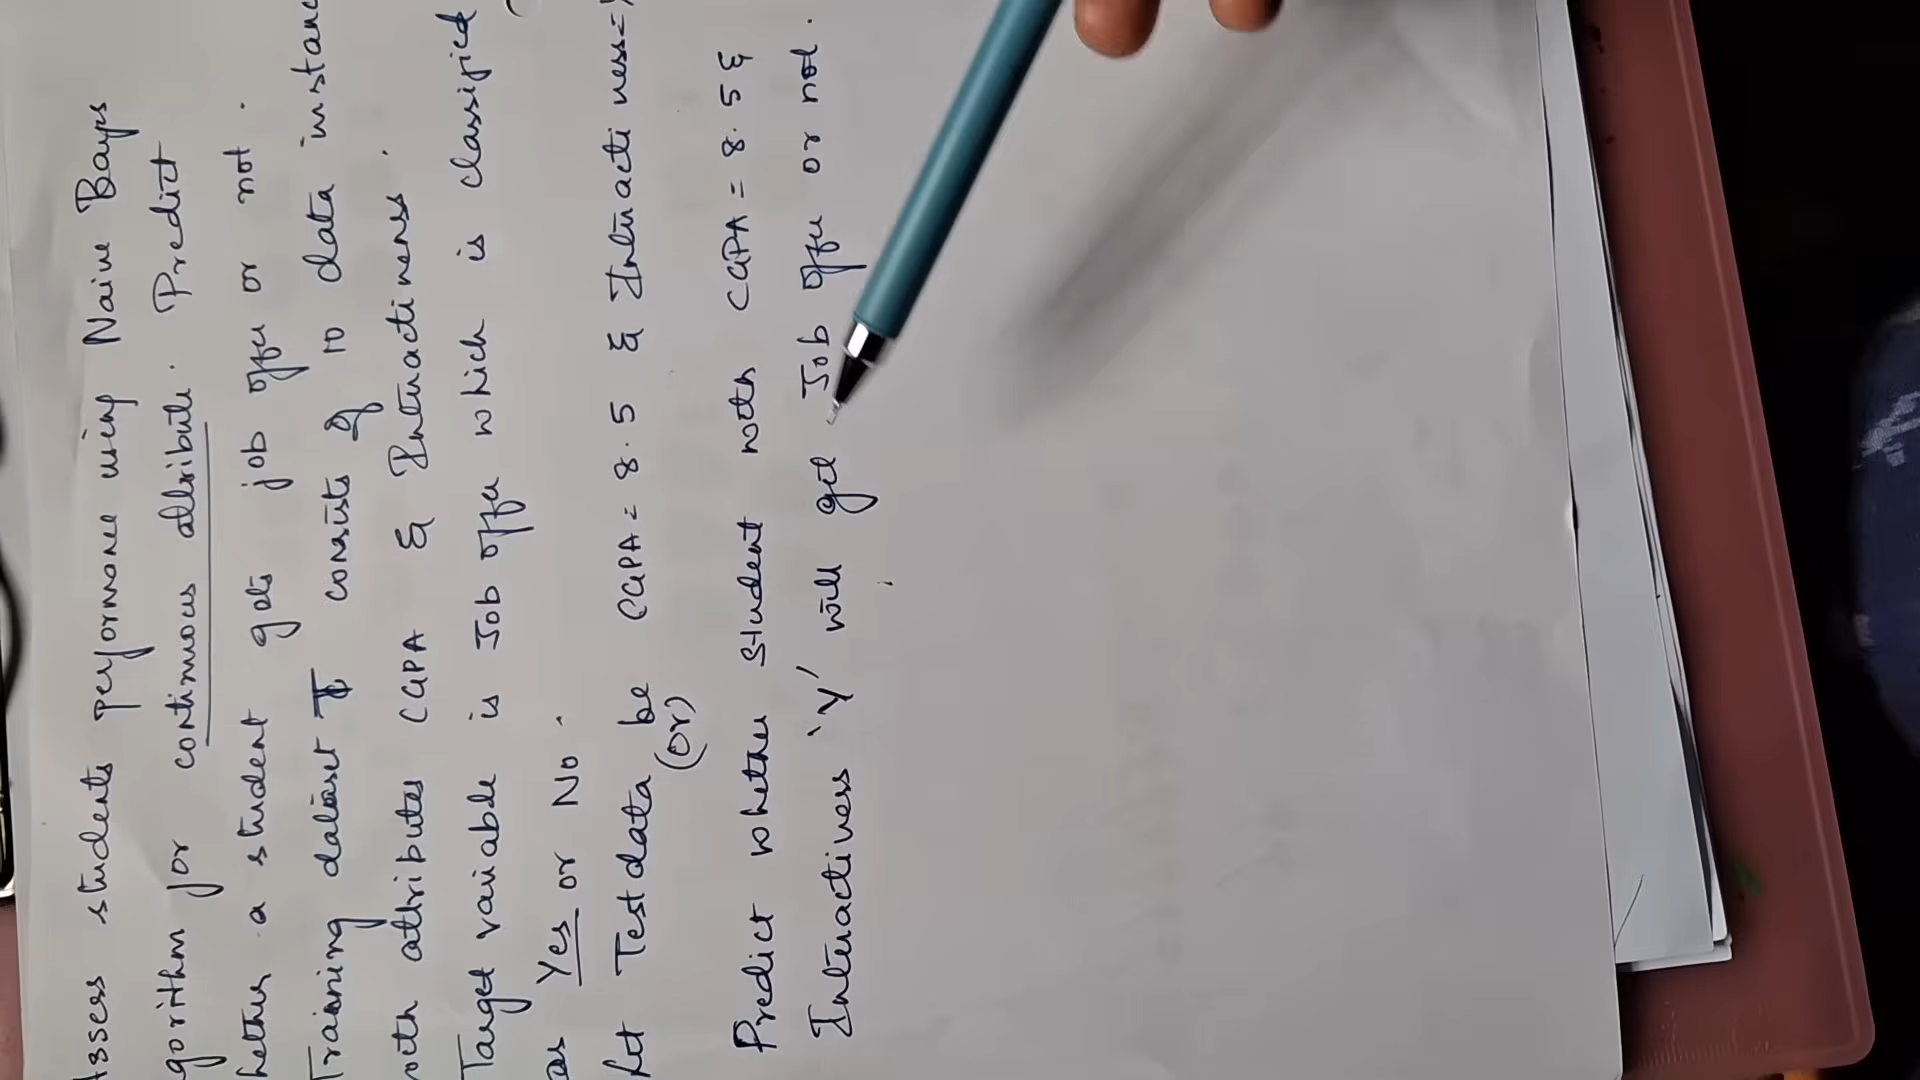 Assess students performance using Naive Bayes
gorithm for continuous attribute. Predict
hether a student gets job offer or not.
Training dataset T consists of 10 data instanc
with attributes CGPA & Interactiveness.
Target variable is Job offer which is classified
as Yes or No.
Let Test data be CGPA = 8.5 & Interactiveness=
(or)
Predict whether student with CGPA = 8.5 &
Interactiveness 'Y' will get Job offer or not.